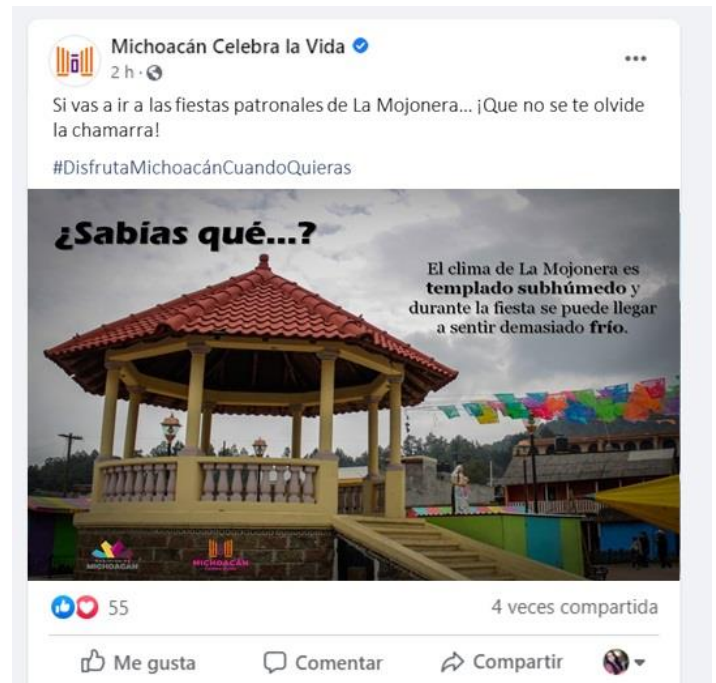 Michoacán Celebra la Vida
2 h ·
Si vas a ir a las fiestas patronales de La Mojonera... ¡Que no se te olvide
la chamarra!
#DisfrutaMichoacánCuandoQuieras
¿Sabías qué...?
El clima de La Mojonera es
templado subhúmedo y
durante la fiesta se puede llegar
a sentir demasiado frío.
MICHOACÁN
MICHOACÁN
55
4 veces compartida
Me gusta
Comentar
Compartir